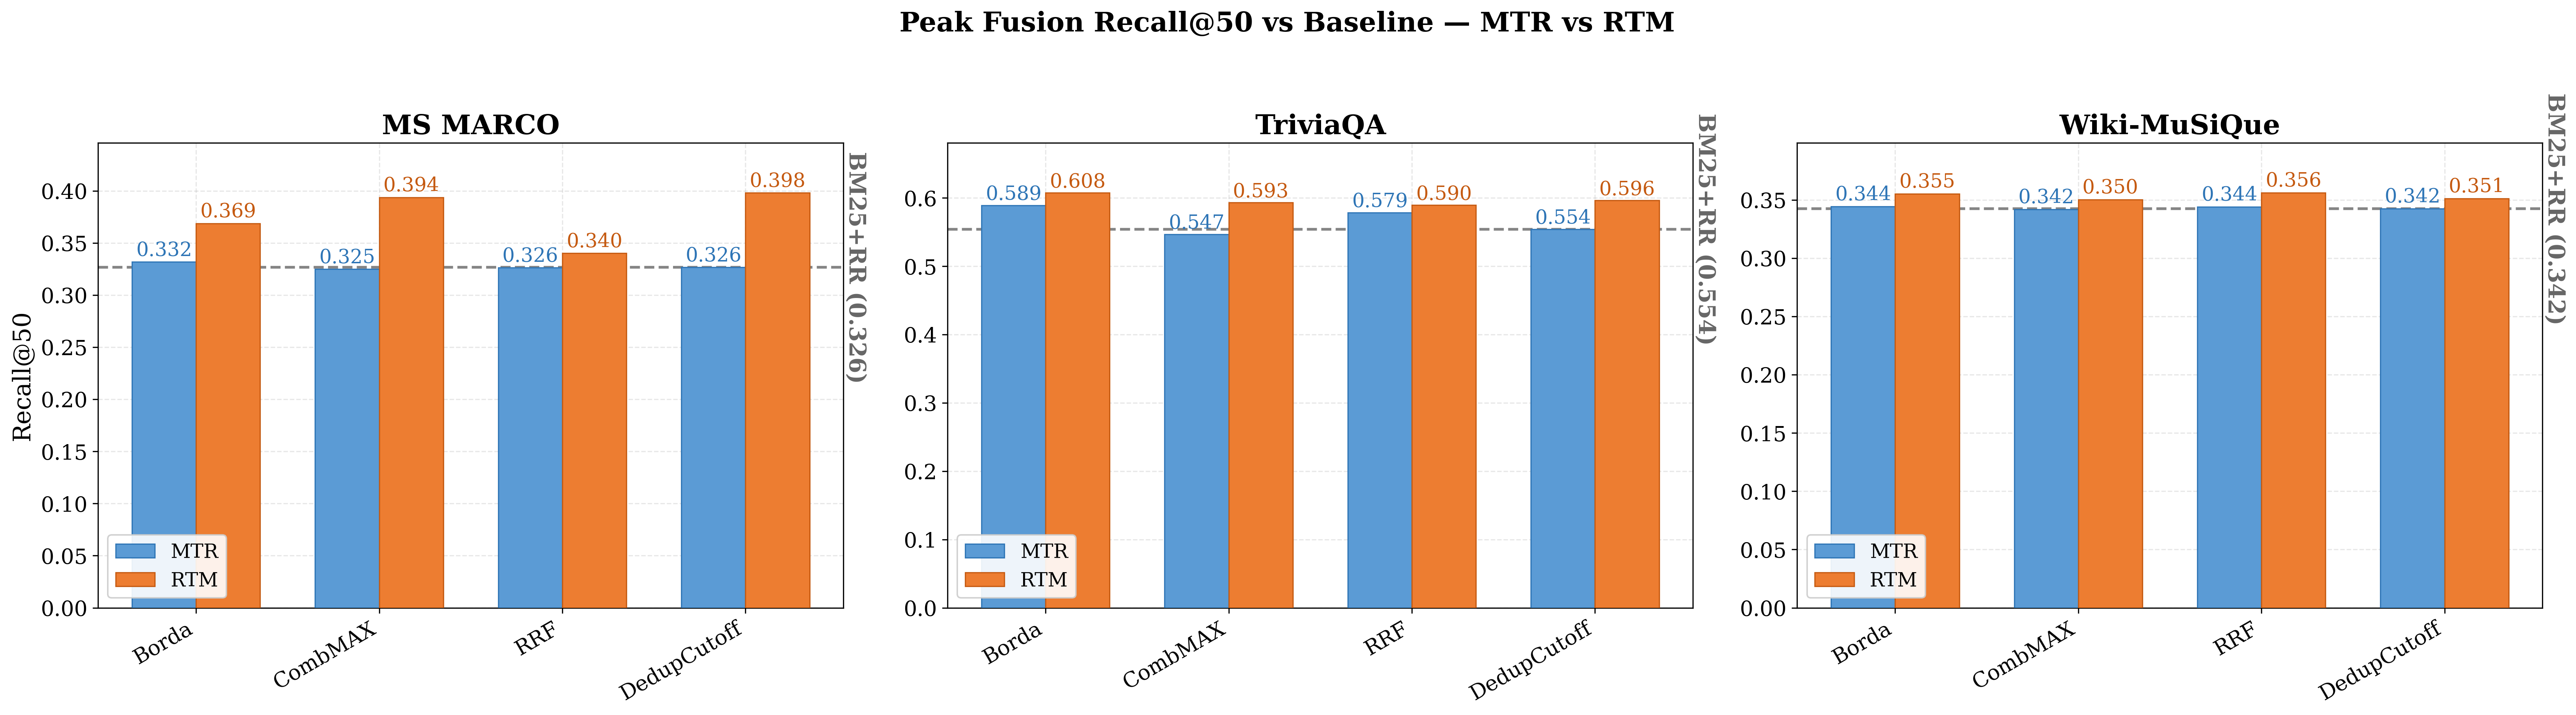 Peak Fusion Recall@50 vs Baseline — MTR vs RTM
MS MARCO
Recall@50
0.40
0.35
0.30
0.25
0.20
0.15
0.10
0.05
0.00
0.332
0.369
0.325
0.394
0.326
0.340
0.326
0.398
BM25+RR (0.326)
MTR
RTM
Borda
CombMAX
RRF
DedupCutoff
TriviaQA
0.6
0.5
0.4
0.3
0.2
0.1
0.0
0.589
0.608
0.547
0.593
0.579
0.590
0.554
0.596
BM25+RR (0.554)
MTR
RTM
Borda
CombMAX
RRF
DedupCutoff
Wiki-MuSiQue
0.35
0.30
0.25
0.20
0.15
0.10
0.05
0.00
0.344
0.355
0.342
0.350
0.344
0.356
0.342
0.351
BM25+RR (0.342)
MTR
RTM
Borda
CombMAX
RRF
DedupCutoff